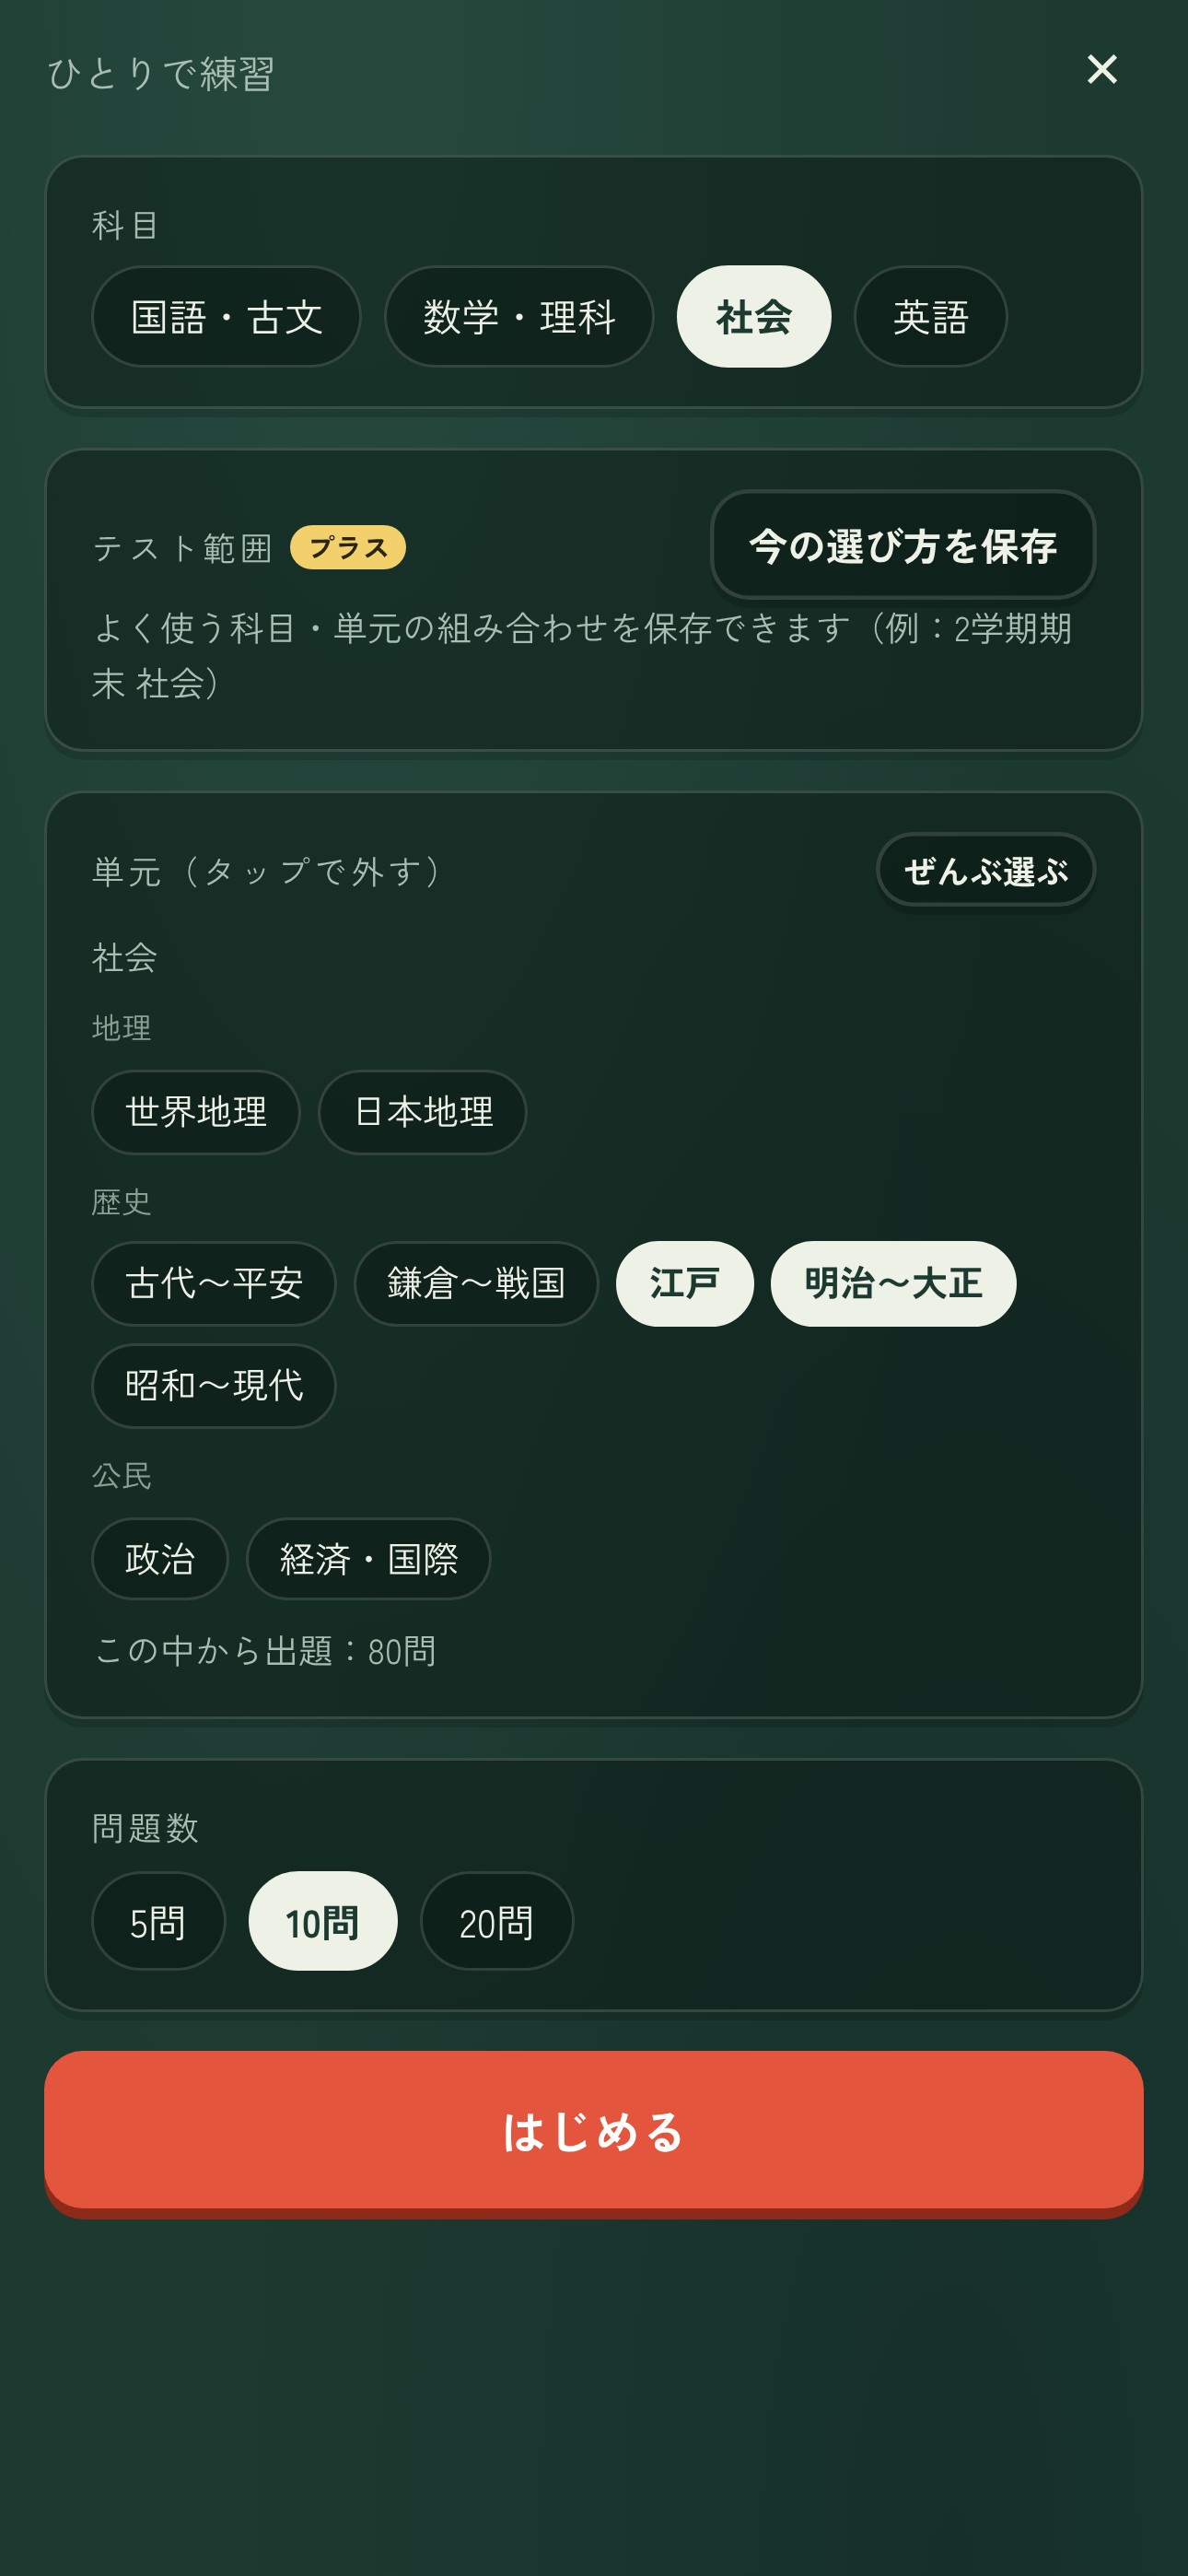 ひとりで練習 ×
科目
国語・古文 数学・理科 社会 英語
テスト範囲 プラス 今の選び方を保存
よく使う科目・単元の組み合わせを保存できます（例：2学期期
末 社会）
単元（タップで外す） ぜんぶ選ぶ
社会
地理
世界地理 日本地理
歴史
古代〜平安 鎌倉〜戦国 江戸 明治〜大正
昭和〜現代
公民
政治 経済・国際
この中から出題：80問
問題数
5問 10問 20問
はじめる